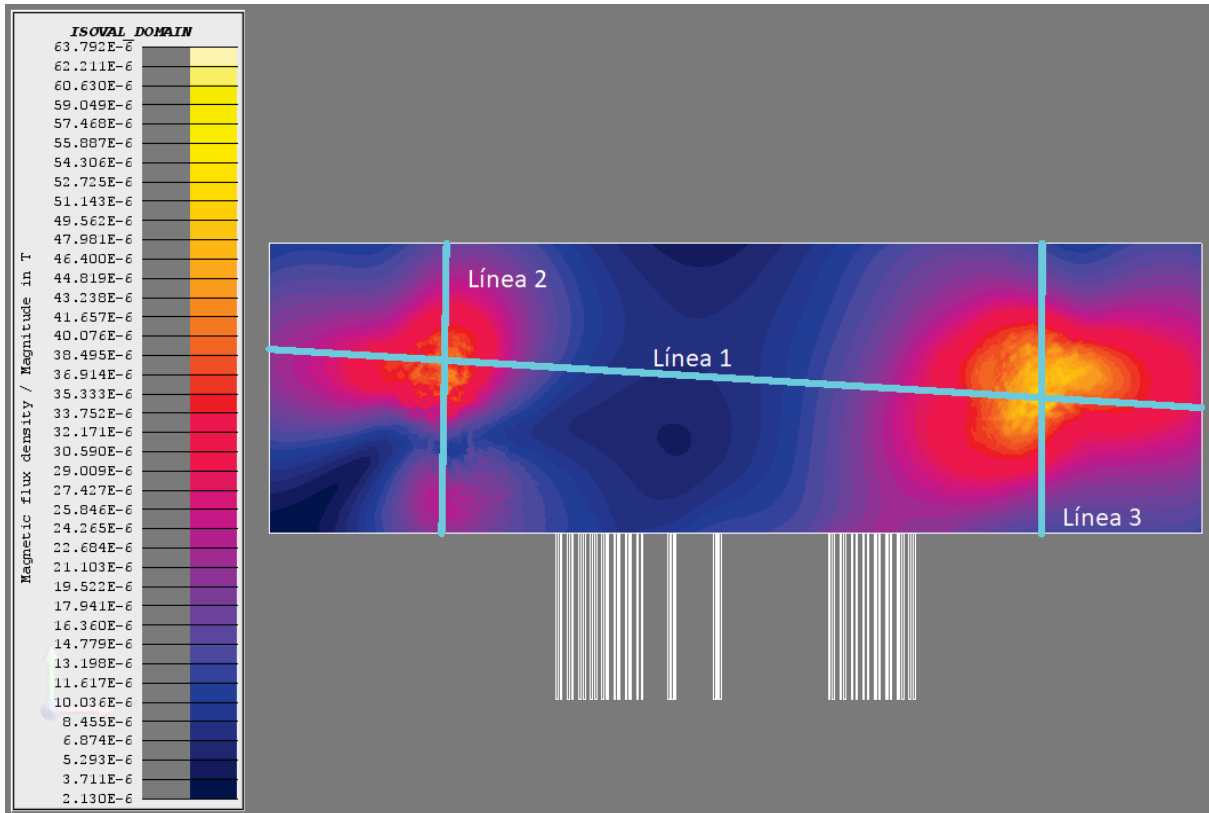 ISOVAL_DOMAIN
63.792E-6
62.211E-6
60.630E-6
59.049E-6
57.468E-6
55.887E-6
54.306E-6
52.725E-6
51.143E-6
49.562E-6
47.981E-6
46.400E-6
44.819E-6
43.238E-6
41.657E-6
40.076E-6
38.495E-6
36.914E-6
35.333E-6
33.752E-6
32.171E-6
30.590E-6
29.009E-6
27.427E-6
25.846E-6
24.265E-6
22.684E-6
21.103E-6
19.522E-6
17.941E-6
16.360E-6
14.779E-6
13.198E-6
11.617E-6
10.036E-6
8.455E-6
6.874E-6
5.293E-6
3.711E-6
2.130E-6
Magnetic flux density / Magnitude in T
Línea 2
Línea 1
Línea 3